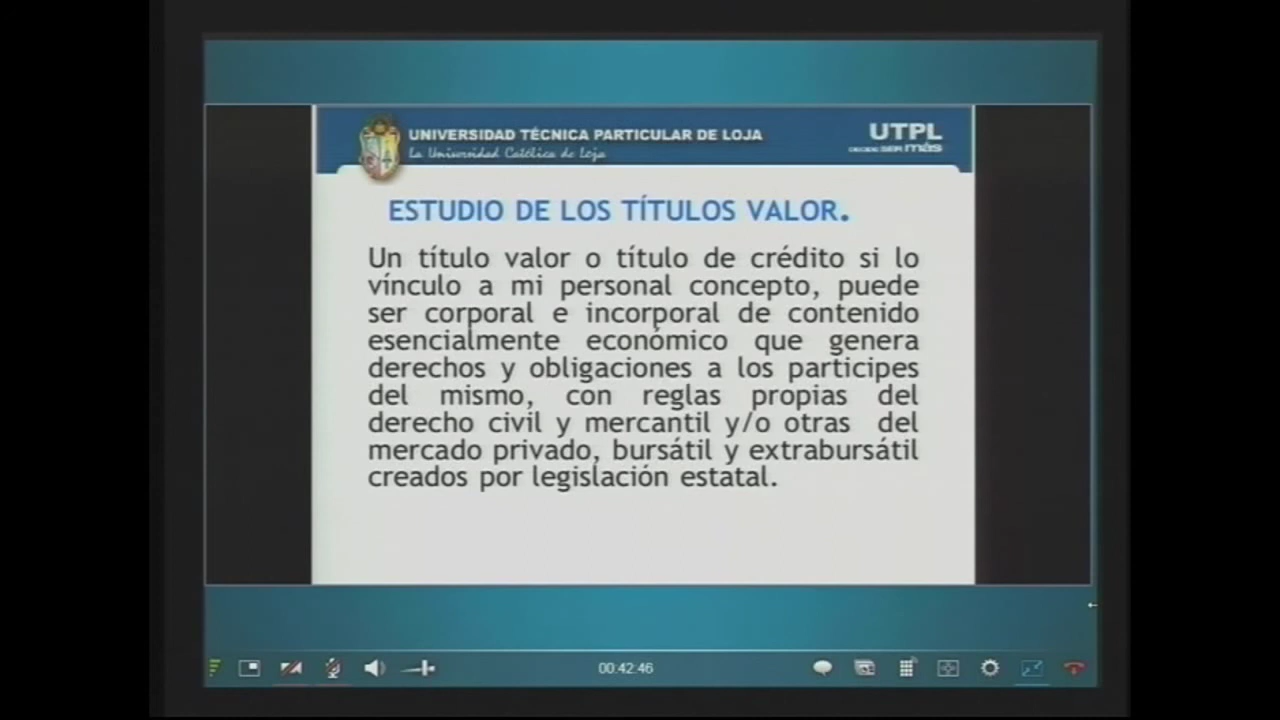 UNIVERSIDAD TÉCNICA PARTICULAR DE LOJA
La Universidad Católica de Loja
UTPL
DECIDE SER más
ESTUDIO DE LOS TÍTULOS VALOR.
Un título valor o título de crédito si lo
vínculo a mi personal concepto, puede
ser corporal e incorporal de contenido
esencialmente económico que genera
derechos y obligaciones a los participes
del mismo, con reglas propias del
derecho civil y mercantil y/o otras del
mercado privado, bursátil y extrabursátil
creados por legislación estatal.
00:42:46